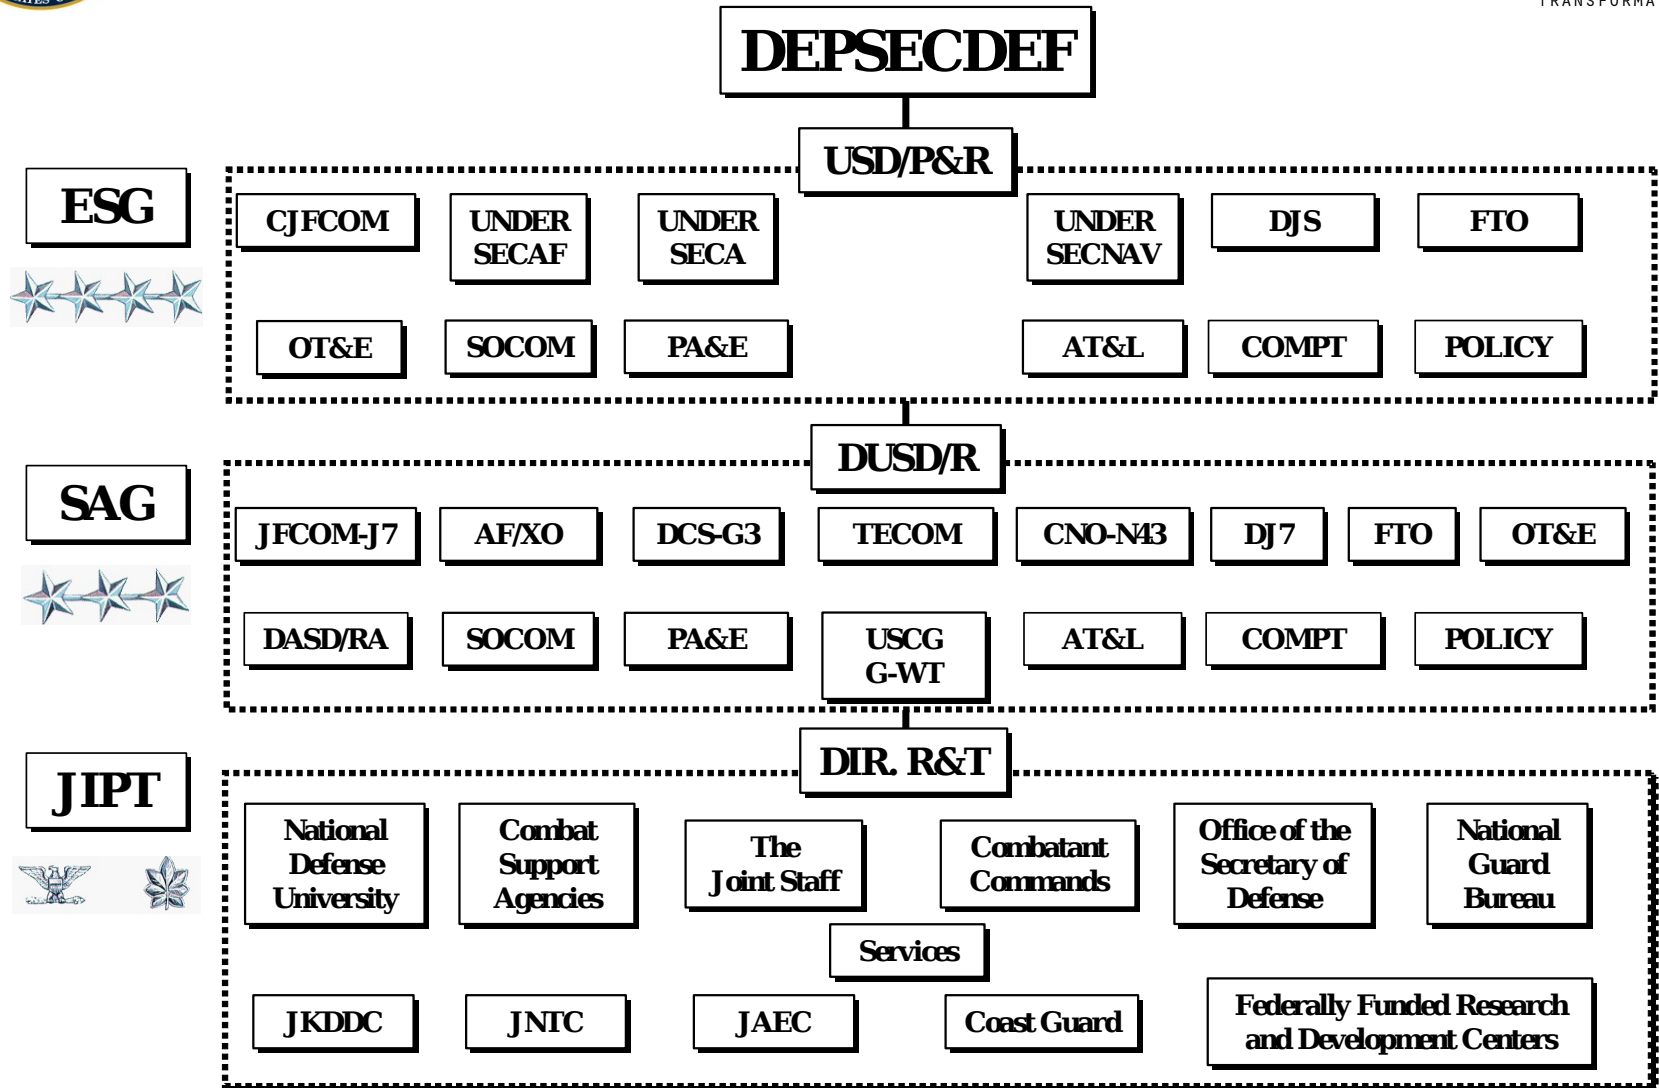 TRANSFORMA
DEPSECDEF
USD/P&R
ESG
CJFCOM
UNDER
SECAF
UNDER
SECA
UNDER
SECNAV
DJS
FTO
OT&E
SOCOM
PA&E
AT&L
COMPT
POLICY
DUSD/R
SAG
JFCOM-J7
AF/XO
DCS-G3
TECOM
CNO-N43
DJ7
FTO
OT&E
DASD/RA
SOCOM
PA&E
USCG
G-WT
AT&L
COMPT
POLICY
DIR. R&T
JIPT
National
Defense
University
Combat
Support
Agencies
The
Joint Staff
Combatant
Commands
Office of the
Secretary of
Defense
National
Guard
Bureau
Services
JKDDC
JNTC
JAEC
Coast Guard
Federally Funded Research
and Development Centers